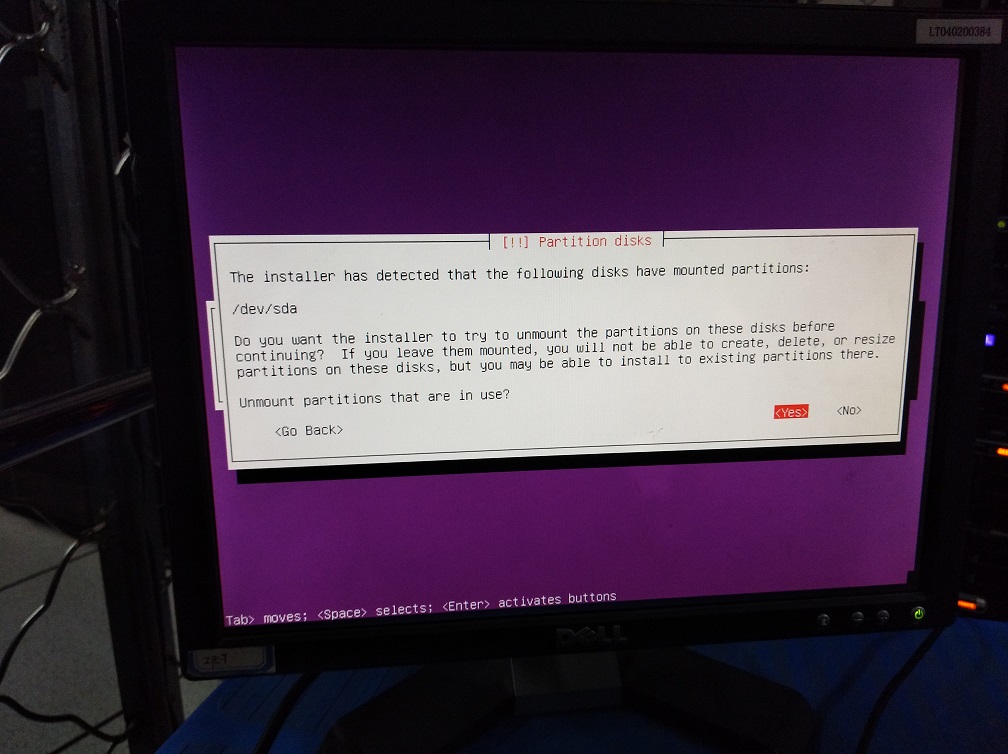 LT040200384
[!!] Partition disks
The installer has detected that the following disks have mounted partitions:
/dev/sda
Do you want the installer to try to unmount the partitions on these disks before
continuing? If you leave them mounted, you will not be able to create, delete, or resize
partitions on these disks, but you may be able to install to existing partitions there.
Unmount partitions that are in use?
<Go Back> <Yes> <No>
Tab> moves; <Space> selects; <Enter> activates buttons
DELL